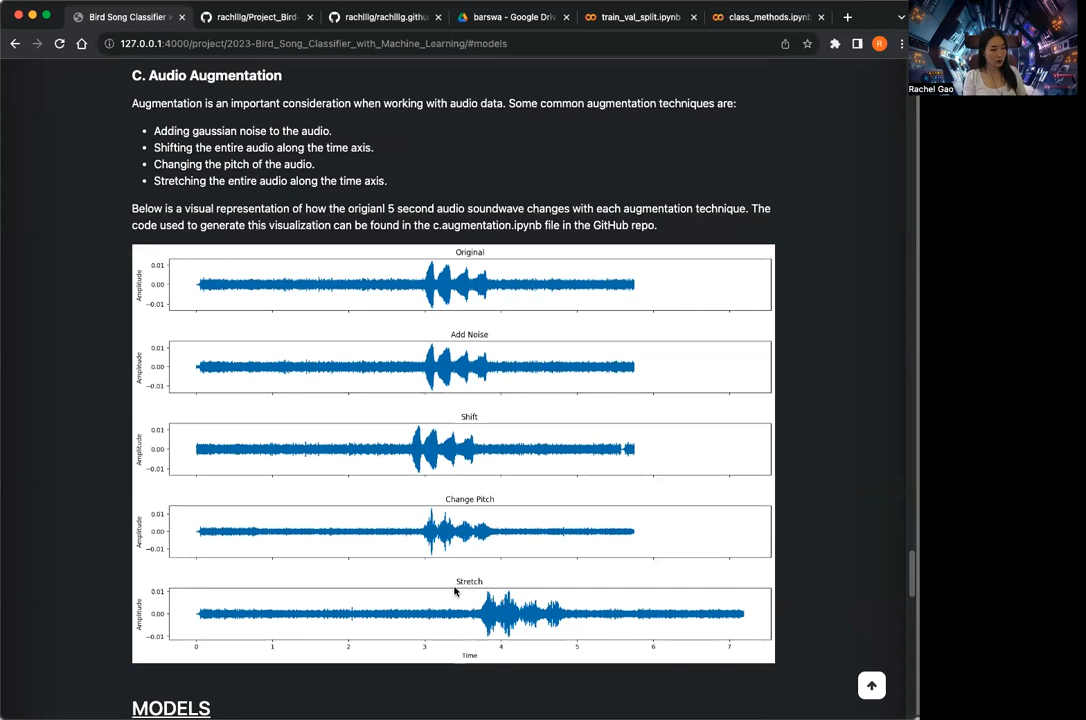 Bird Song Classifier
rachlllg/Project_Bird-
rachlllg/rachlllg.githu
barswa - Google Driv
train_val_split.ipynb
class_methods.ipynb
127.0.0.1:4000/project/2023-Bird_Song_Classifier_with_Machine_Learning/#models
R
Rachel Gao
C. Audio Augmentation
Augmentation is an important consideration when working with audio data. Some common augmentation techniques are:
• Adding gaussian noise to the audio.
• Shifting the entire audio along the time axis.
• Changing the pitch of the audio.
• Stretching the entire audio along the time axis.
Below is a visual representation of how the origianl 5 second audio soundwave changes with each augmentation technique. The
code used to generate this visualization can be found in the c.augmentation.ipynb file in the GitHub repo.
Original
Amplitude
0.01
0.00
−0.01
Add Noise
Amplitude
0.01
0.00
−0.01
Shift
Amplitude
0.01
0.00
−0.01
Change Pitch
Amplitude
0.01
0.00
−0.01
Stretch
Amplitude
0.01
0.00
−0.01
0 1 2 3 4 5 6 7
Time
MODELS